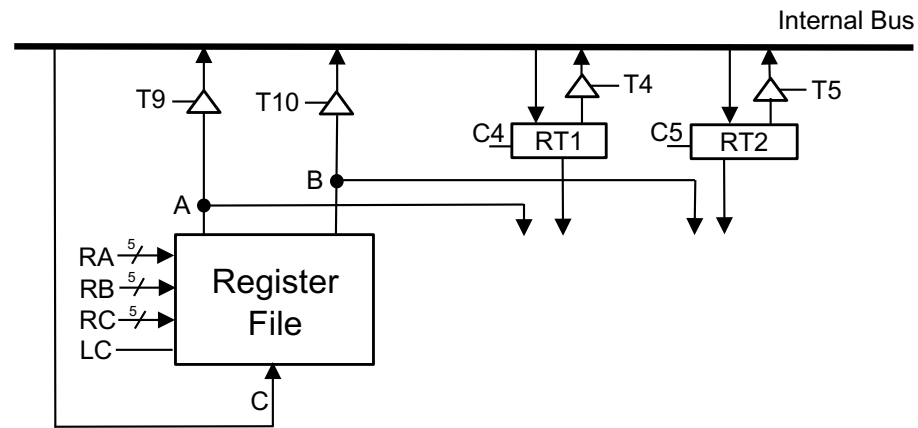 Internal Bus
T9
T10
T4
T5
C4
RT1
C5
RT2
B
A
RA
5
RB
5
RC
5
LC
Register
File
C